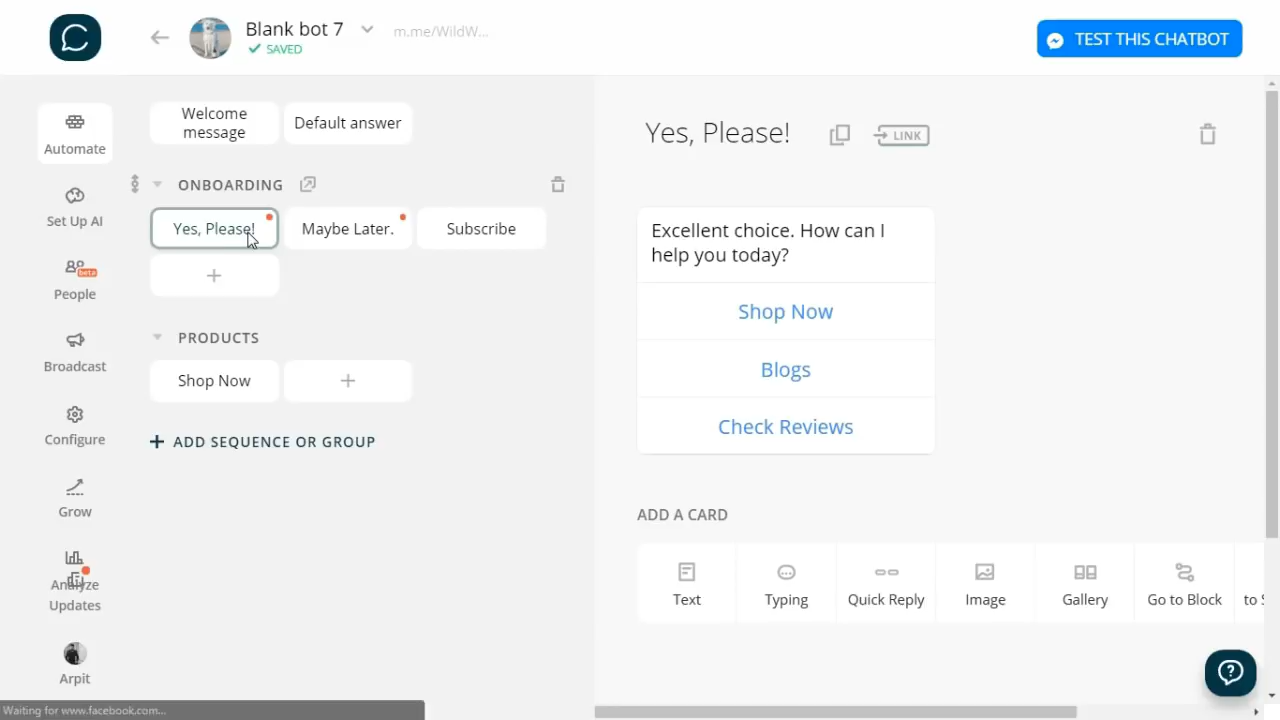 Blank bot 7
m.me/WildW...
SAVED
TEST THIS CHATBOT
Automate
Set Up AI
beta
People
Broadcast
Configure
Grow
Analyze
Updates
Arpit
Welcome
message
Default answer
ONBOARDING
Yes, Please!
Maybe Later.
Subscribe
+
PRODUCTS
Shop Now
+
+ ADD SEQUENCE OR GROUP
Yes, Please!
LINK
Excellent choice. How can I
help you today?
Shop Now
Blogs
Check Reviews
ADD A CARD
Text
Typing
Quick Reply
Image
Gallery
Go to Block
to S
Waiting for www.facebook.com...